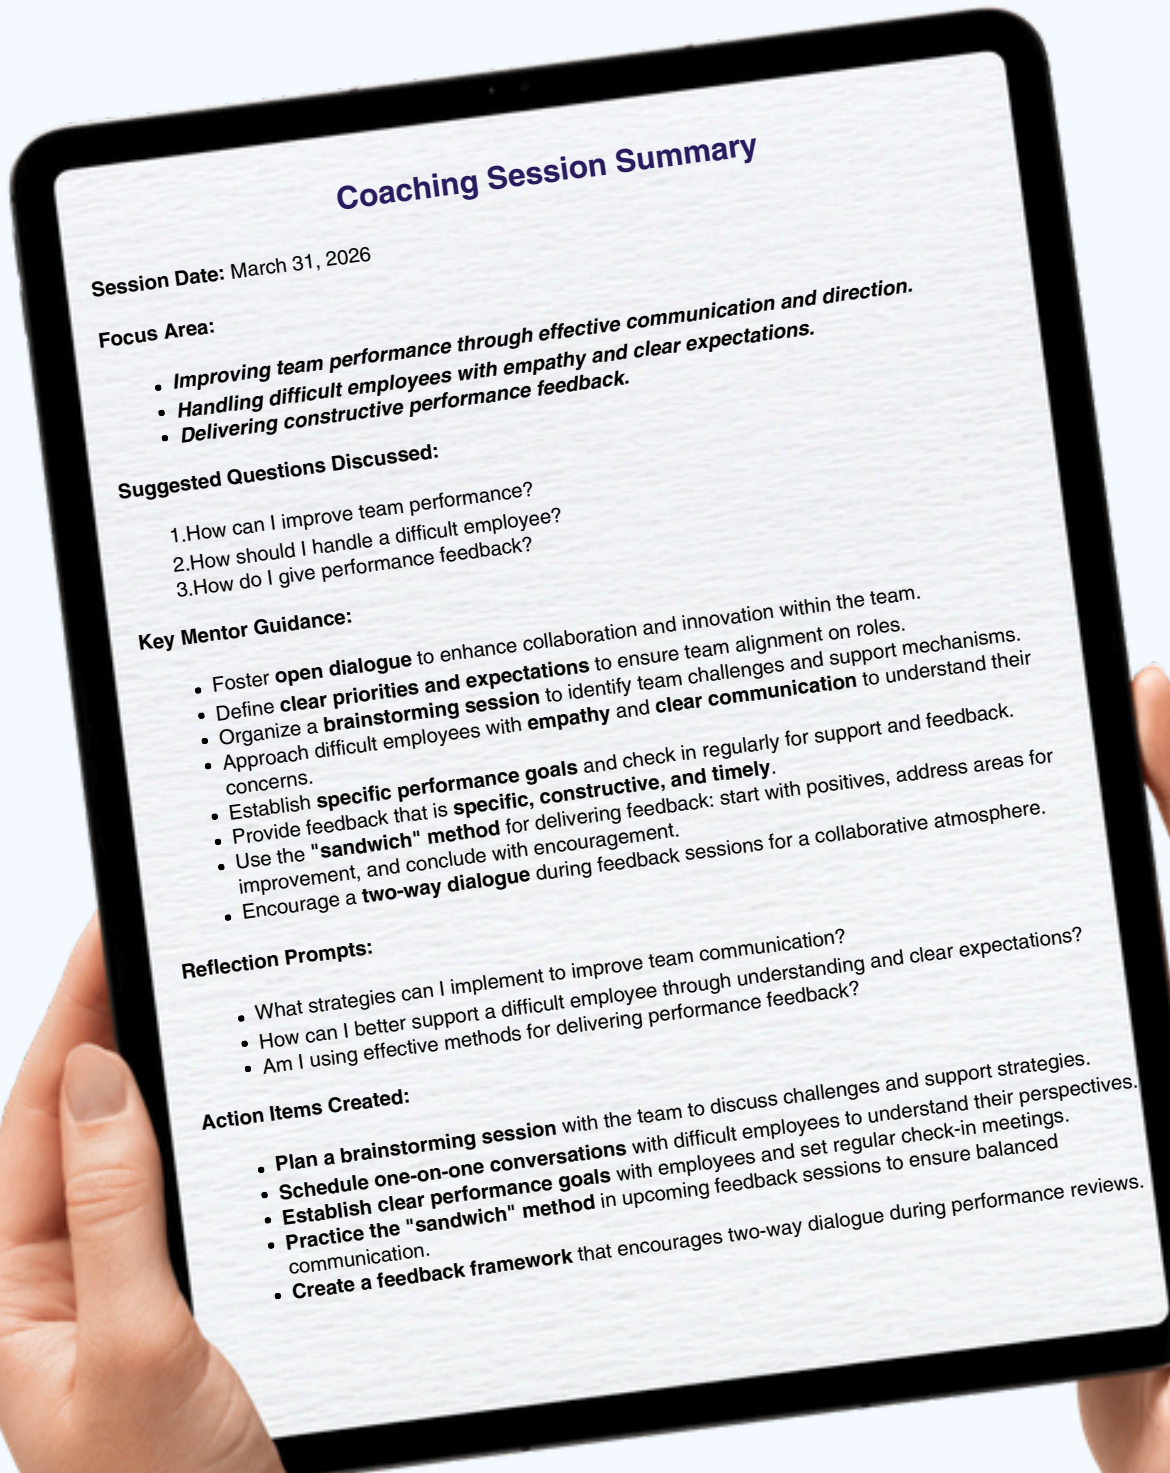 Coaching Session Summary
Session Date: March 31, 2026
Focus Area:
• Improving team performance through effective communication and direction.
• Handling difficult employees with empathy and clear expectations.
• Delivering constructive performance feedback.
Suggested Questions Discussed:
1.How can I improve team performance?
2.How should I handle a difficult employee?
3.How do I give performance feedback?
Key Mentor Guidance:
• Foster open dialogue to enhance collaboration and innovation within the team.
• Define clear priorities and expectations to ensure team alignment on roles.
• Organize a brainstorming session to identify team challenges and support mechanisms.
• Approach difficult employees with empathy and clear communication to understand their
concerns.
• Establish specific performance goals and check in regularly for support and feedback.
• Provide feedback that is specific, constructive, and timely.
• Use the "sandwich" method for delivering feedback: start with positives, address areas for
improvement, and conclude with encouragement.
• Encourage a two-way dialogue during feedback sessions for a collaborative atmosphere.
Reflection Prompts:
• What strategies can I implement to improve team communication?
• How can I better support a difficult employee through understanding and clear expectations?
• Am I using effective methods for delivering performance feedback?
Action Items Created:
• Plan a brainstorming session with the team to discuss challenges and support strategies.
• Schedule one-on-one conversations with difficult employees to understand their perspectives.
• Establish clear performance goals with employees and set regular check-in meetings.
• Practice the "sandwich" method in upcoming feedback sessions to ensure balanced
communication.
• Create a feedback framework that encourages two-way dialogue during performance reviews.